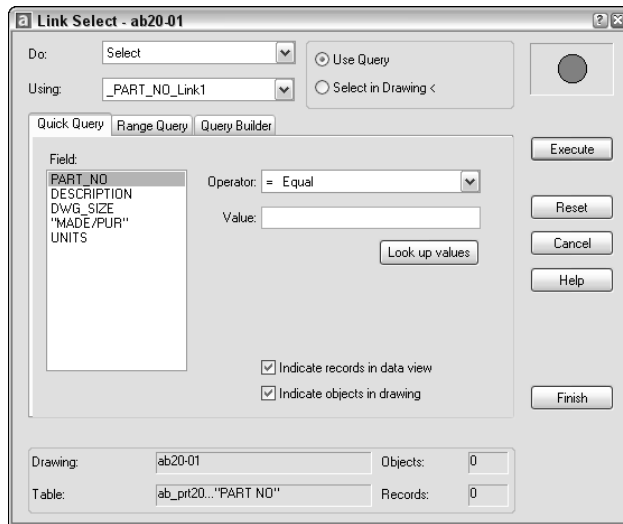 a Link Select - ab20-01
Do: Select
Using: _PART_NO_Link1
Use Query
Select in Drawing <
Quick Query Range Query Query Builder
Field:
PART_NO
DESCRIPTION
DWG_SIZE
"MADE/PUR"
UNITS
Operator: = Equal
Value:
Look up values
Indicate records in data view
Indicate objects in drawing
Execute
Reset
Cancel
Help
Finish
Drawing: ab20-01 Objects: 0
Table: ab_prt20..."PART NO" Records: 0